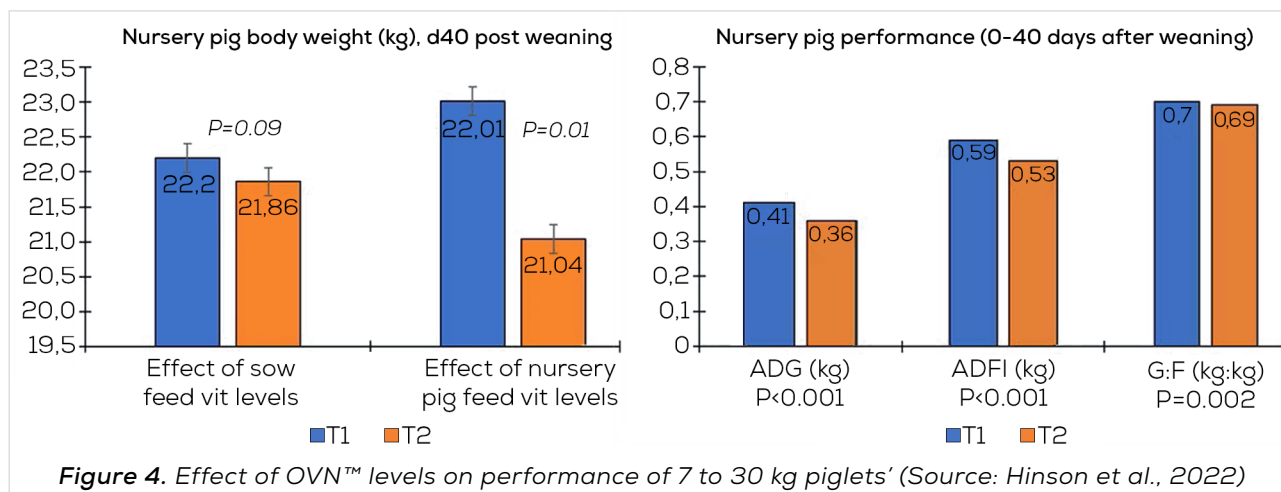 Nursery pig body weight (kg), d40 post weaning
23,5
23,0
22,5
22,0
21,5
21,0
20,5
20,0
19,5
P=0.09
P=0.01
22,2
21,86
22,01
21,04
Effect of sow
feed vit levels
Effect of nursery
pig feed vit levels
T1 T2
Nursery pig performance (0-40 days after weaning)
0,8
0,7
0,6
0,5
0,4
0,3
0,2
0,1
0
0,41
0,36
0,59
0,53
0,7
0,69
ADG (kg)
P<0.001
ADFI (kg)
P<0.001
G:F (kg:kg)
P=0.002
T1 T2
Figure 4. Effect of OVN™ levels on performance of 7 to 30 kg piglets’ (Source: Hinson et al., 2022)